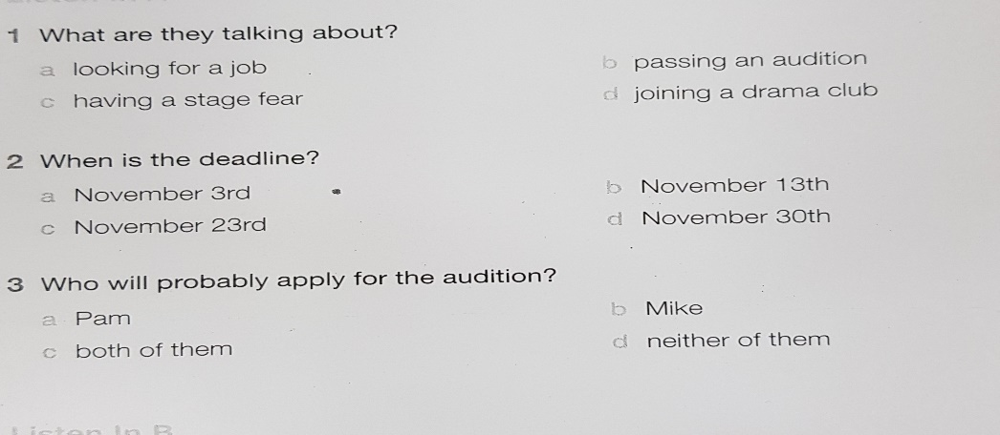 1 What are they talking about?
a looking for a job b passing an audition
c having a stage fear d joining a drama club
2 When is the deadline?
a November 3rd b November 13th
c November 23rd d November 30th
3 Who will probably apply for the audition?
a Pam b Mike
c both of them d neither of them
Listen In B